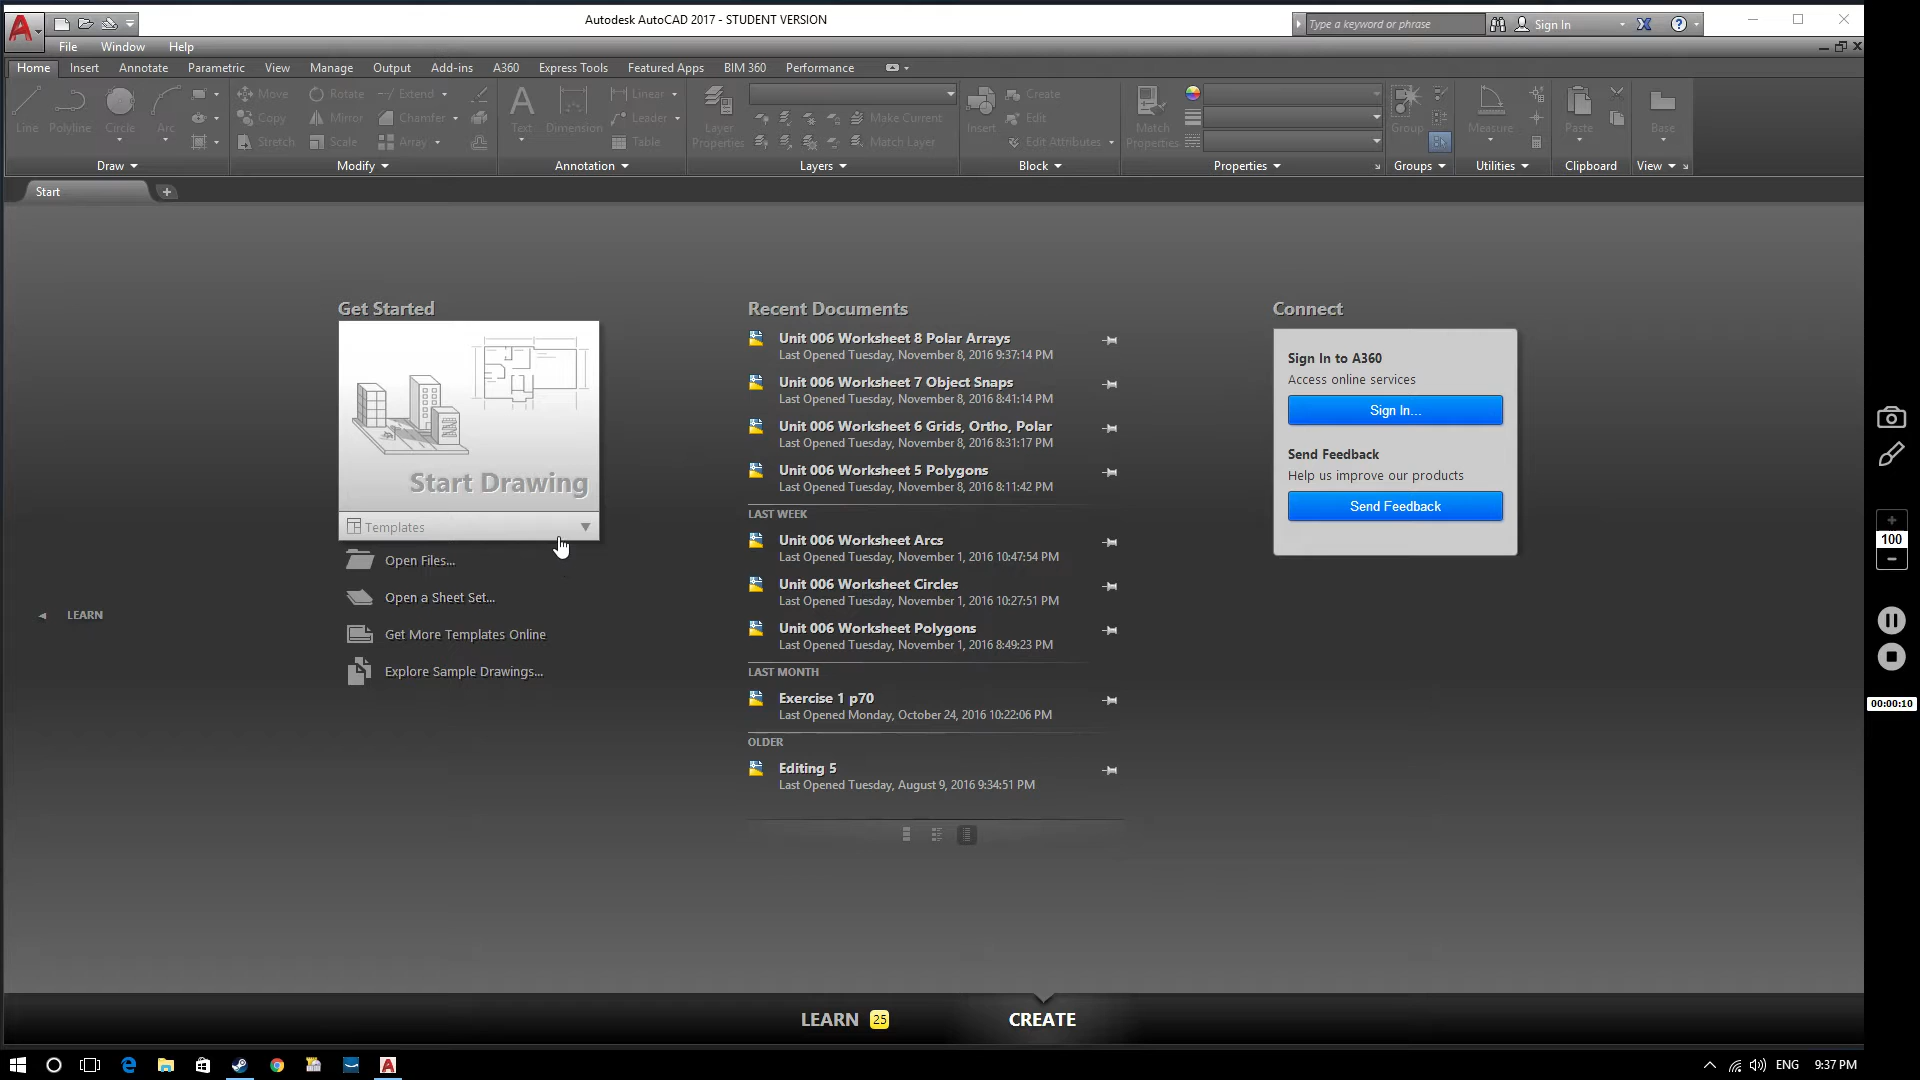 Autodesk AutoCAD 2017 - STUDENT VERSION
Type a keyword or phrase
Sign In
File Window Help
Home Insert Annotate Parametric View Manage Output Add-ins A360 Express Tools Featured Apps BIM 360 Performance
Line Polyline Circle Arc
Move Rotate Extend
Copy Mirror Chamfer
Stretch Scale Array
Text Dimension
Linear
Leader
Table
Layer Properties
Make Current
Match Layer
Insert
Create
Edit
Edit Attributes
Match Properties
Group
Measure
Paste
Base
Draw Modify Annotation Layers Block Properties Groups Utilities Clipboard View
Start
Get Started
Start Drawing
Templates
Open Files...
Open a Sheet Set...
Get More Templates Online
Explore Sample Drawings...
LEARN
Recent Documents
Unit 006 Worksheet 8 Polar Arrays
Last Opened Tuesday, November 8, 2016 9:37:14 PM
Unit 006 Worksheet 7 Object Snaps
Last Opened Tuesday, November 8, 2016 8:41:14 PM
Unit 006 Worksheet 6 Grids, Ortho, Polar
Last Opened Tuesday, November 8, 2016 8:31:17 PM
Unit 006 Worksheet 5 Polygons
Last Opened Tuesday, November 8, 2016 8:11:42 PM
LAST WEEK
Unit 006 Worksheet Arcs
Last Opened Tuesday, November 1, 2016 10:47:54 PM
Unit 006 Worksheet Circles
Last Opened Tuesday, November 1, 2016 10:27:51 PM
Unit 006 Worksheet Polygons
Last Opened Tuesday, November 1, 2016 8:49:23 PM
LAST MONTH
Exercise 1 p70
Last Opened Monday, October 24, 2016 10:22:06 PM
OLDER
Editing 5
Last Opened Tuesday, August 9, 2016 9:34:51 PM
Connect
Sign In to A360
Access online services
Sign In...
Send Feedback
Help us improve our products
Send Feedback
100
00:00:10
LEARN 25 CREATE
ENG 9:37 PM